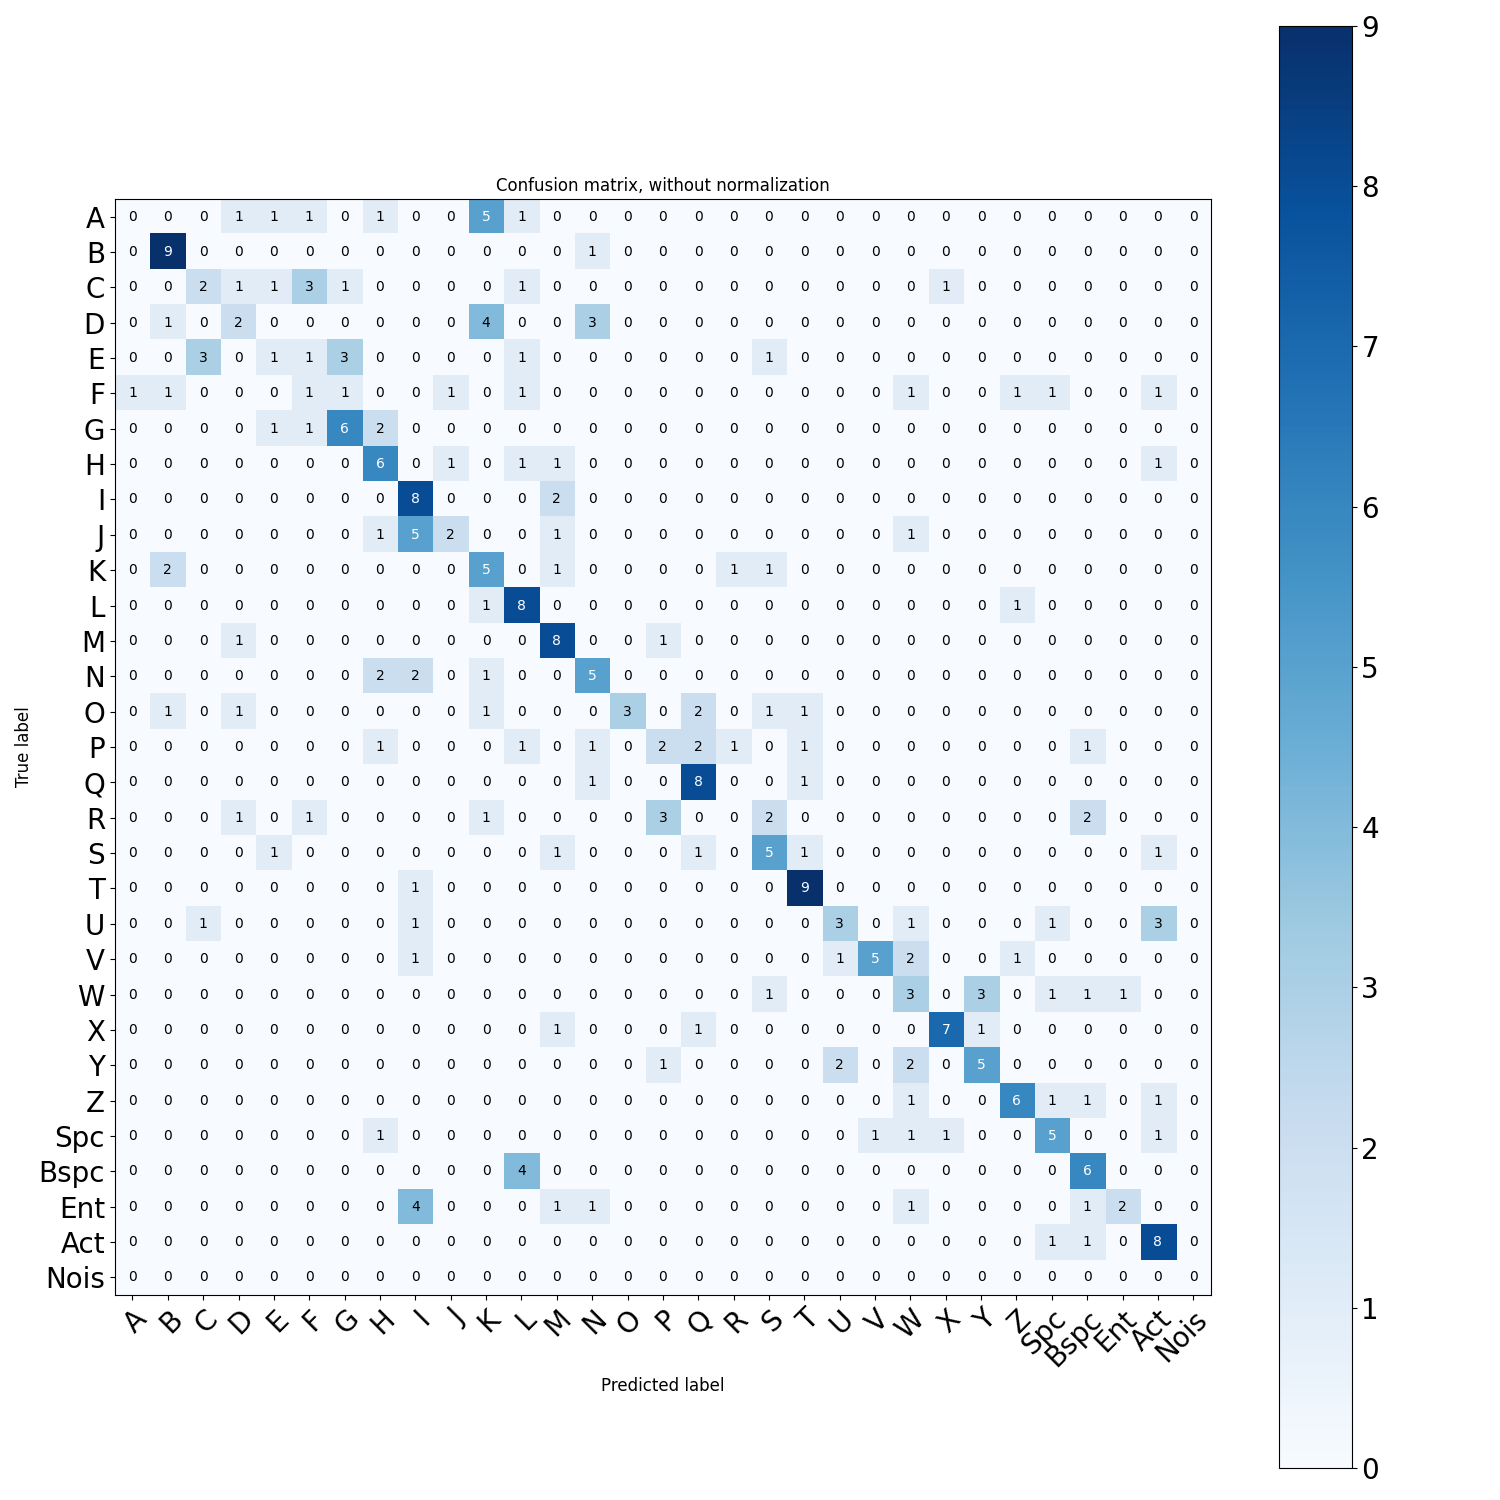 Confusion matrix, without normalization
A 0 0 0 1 1 1 0 1 0 0 5 1 0 0 0 0 0 0 0 0 0 0 0 0 0 0 0 0 0 0 0
B 0 9 0 0 0 0 0 0 0 0 0 0 0 1 0 0 0 0 0 0 0 0 0 0 0 0 0 0 0 0 0
C 0 0 2 1 1 3 1 0 0 0 0 1 0 0 0 0 0 0 0 0 0 0 0 1 0 0 0 0 0 0 0
D 0 1 0 2 0 0 0 0 0 0 4 0 0 3 0 0 0 0 0 0 0 0 0 0 0 0 0 0 0 0 0
E 0 0 3 0 1 1 3 0 0 0 0 1 0 0 0 0 0 0 1 0 0 0 0 0 0 0 0 0 0 0 0
F 1 1 0 0 0 1 1 0 0 1 0 1 0 0 0 0 0 0 0 0 0 0 1 0 0 1 1 0 0 1 0
G 0 0 0 0 1 1 6 2 0 0 0 0 0 0 0 0 0 0 0 0 0 0 0 0 0 0 0 0 0 0 0
H 0 0 0 0 0 0 0 6 0 1 0 1 1 0 0 0 0 0 0 0 0 0 0 0 0 0 0 0 0 1 0
I 0 0 0 0 0 0 0 0 8 0 0 0 2 0 0 0 0 0 0 0 0 0 0 0 0 0 0 0 0 0 0
J 0 0 0 0 0 0 0 1 5 2 0 0 1 0 0 0 0 0 0 0 0 0 1 0 0 0 0 0 0 0 0
K 0 2 0 0 0 0 0 0 0 0 5 0 1 0 0 0 0 1 1 0 0 0 0 0 0 0 0 0 0 0 0
L 0 0 0 0 0 0 0 0 0 0 1 8 0 0 0 0 0 0 0 0 0 0 0 0 0 1 0 0 0 0 0
M 0 0 0 1 0 0 0 0 0 0 0 0 8 0 0 1 0 0 0 0 0 0 0 0 0 0 0 0 0 0 0
N 0 0 0 0 0 0 0 2 2 0 1 0 0 5 0 0 0 0 0 0 0 0 0 0 0 0 0 0 0 0 0
O 0 1 0 1 0 0 0 0 0 0 1 0 0 0 3 0 2 0 1 1 0 0 0 0 0 0 0 0 0 0 0
P 0 0 0 0 0 0 0 1 0 0 0 1 0 1 0 2 2 1 0 1 0 0 0 0 0 0 0 1 0 0 0
Q 0 0 0 0 0 0 0 0 0 0 0 0 0 1 0 0 8 0 0 1 0 0 0 0 0 0 0 0 0 0 0
R 0 0 0 1 0 1 0 0 0 0 1 0 0 0 0 3 0 0 2 0 0 0 0 0 0 0 0 2 0 0 0
S 0 0 0 0 1 0 0 0 0 0 0 0 1 0 0 0 1 0 5 1 0 0 0 0 0 0 0 0 0 1 0
T 0 0 0 0 0 0 0 0 1 0 0 0 0 0 0 0 0 0 0 9 0 0 0 0 0 0 0 0 0 0 0
U 0 0 1 0 0 0 0 0 1 0 0 0 0 0 0 0 0 0 0 0 3 0 1 0 0 0 1 0 0 3 0
V 0 0 0 0 0 0 0 0 1 0 0 0 0 0 0 0 0 0 0 0 1 5 2 0 0 1 0 0 0 0 0
W 0 0 0 0 0 0 0 0 0 0 0 0 0 0 0 0 0 0 1 0 0 0 3 0 3 0 1 1 1 0 0
X 0 0 0 0 0 0 0 0 0 0 0 0 1 0 0 0 1 0 0 0 0 0 0 7 1 0 0 0 0 0 0
Y 0 0 0 0 0 0 0 0 0 0 0 0 0 0 0 1 0 0 0 0 2 0 2 0 5 0 0 0 0 0 0
Z 0 0 0 0 0 0 0 0 0 0 0 0 0 0 0 0 0 0 0 0 0 0 1 0 0 6 1 1 0 1 0
Spc 0 0 0 0 0 0 0 1 0 0 0 0 0 0 0 0 0 0 0 0 0 1 1 1 0 0 5 0 0 1 0
Bspc 0 0 0 0 0 0 0 0 0 0 0 4 0 0 0 0 0 0 0 0 0 0 0 0 0 0 0 6 0 0 0
Ent 0 0 0 0 0 0 0 0 4 0 0 0 1 1 0 0 0 0 0 0 0 0 1 0 0 0 0 1 2 0 0
Act 0 0 0 0 0 0 0 0 0 0 0 0 0 0 0 0 0 0 0 0 0 0 0 0 0 0 1 1 0 8 0
Nois 0 0 0 0 0 0 0 0 0 0 0 0 0 0 0 0 0 0 0 0 0 0 0 0 0 0 0 0 0 0 0
A B C D E F G H I J K L M N O P Q R S T U V W X Y Z Spc Bspc Ent Act Nois
Predicted label
True label
9
8
7
6
5
4
3
2
1
0